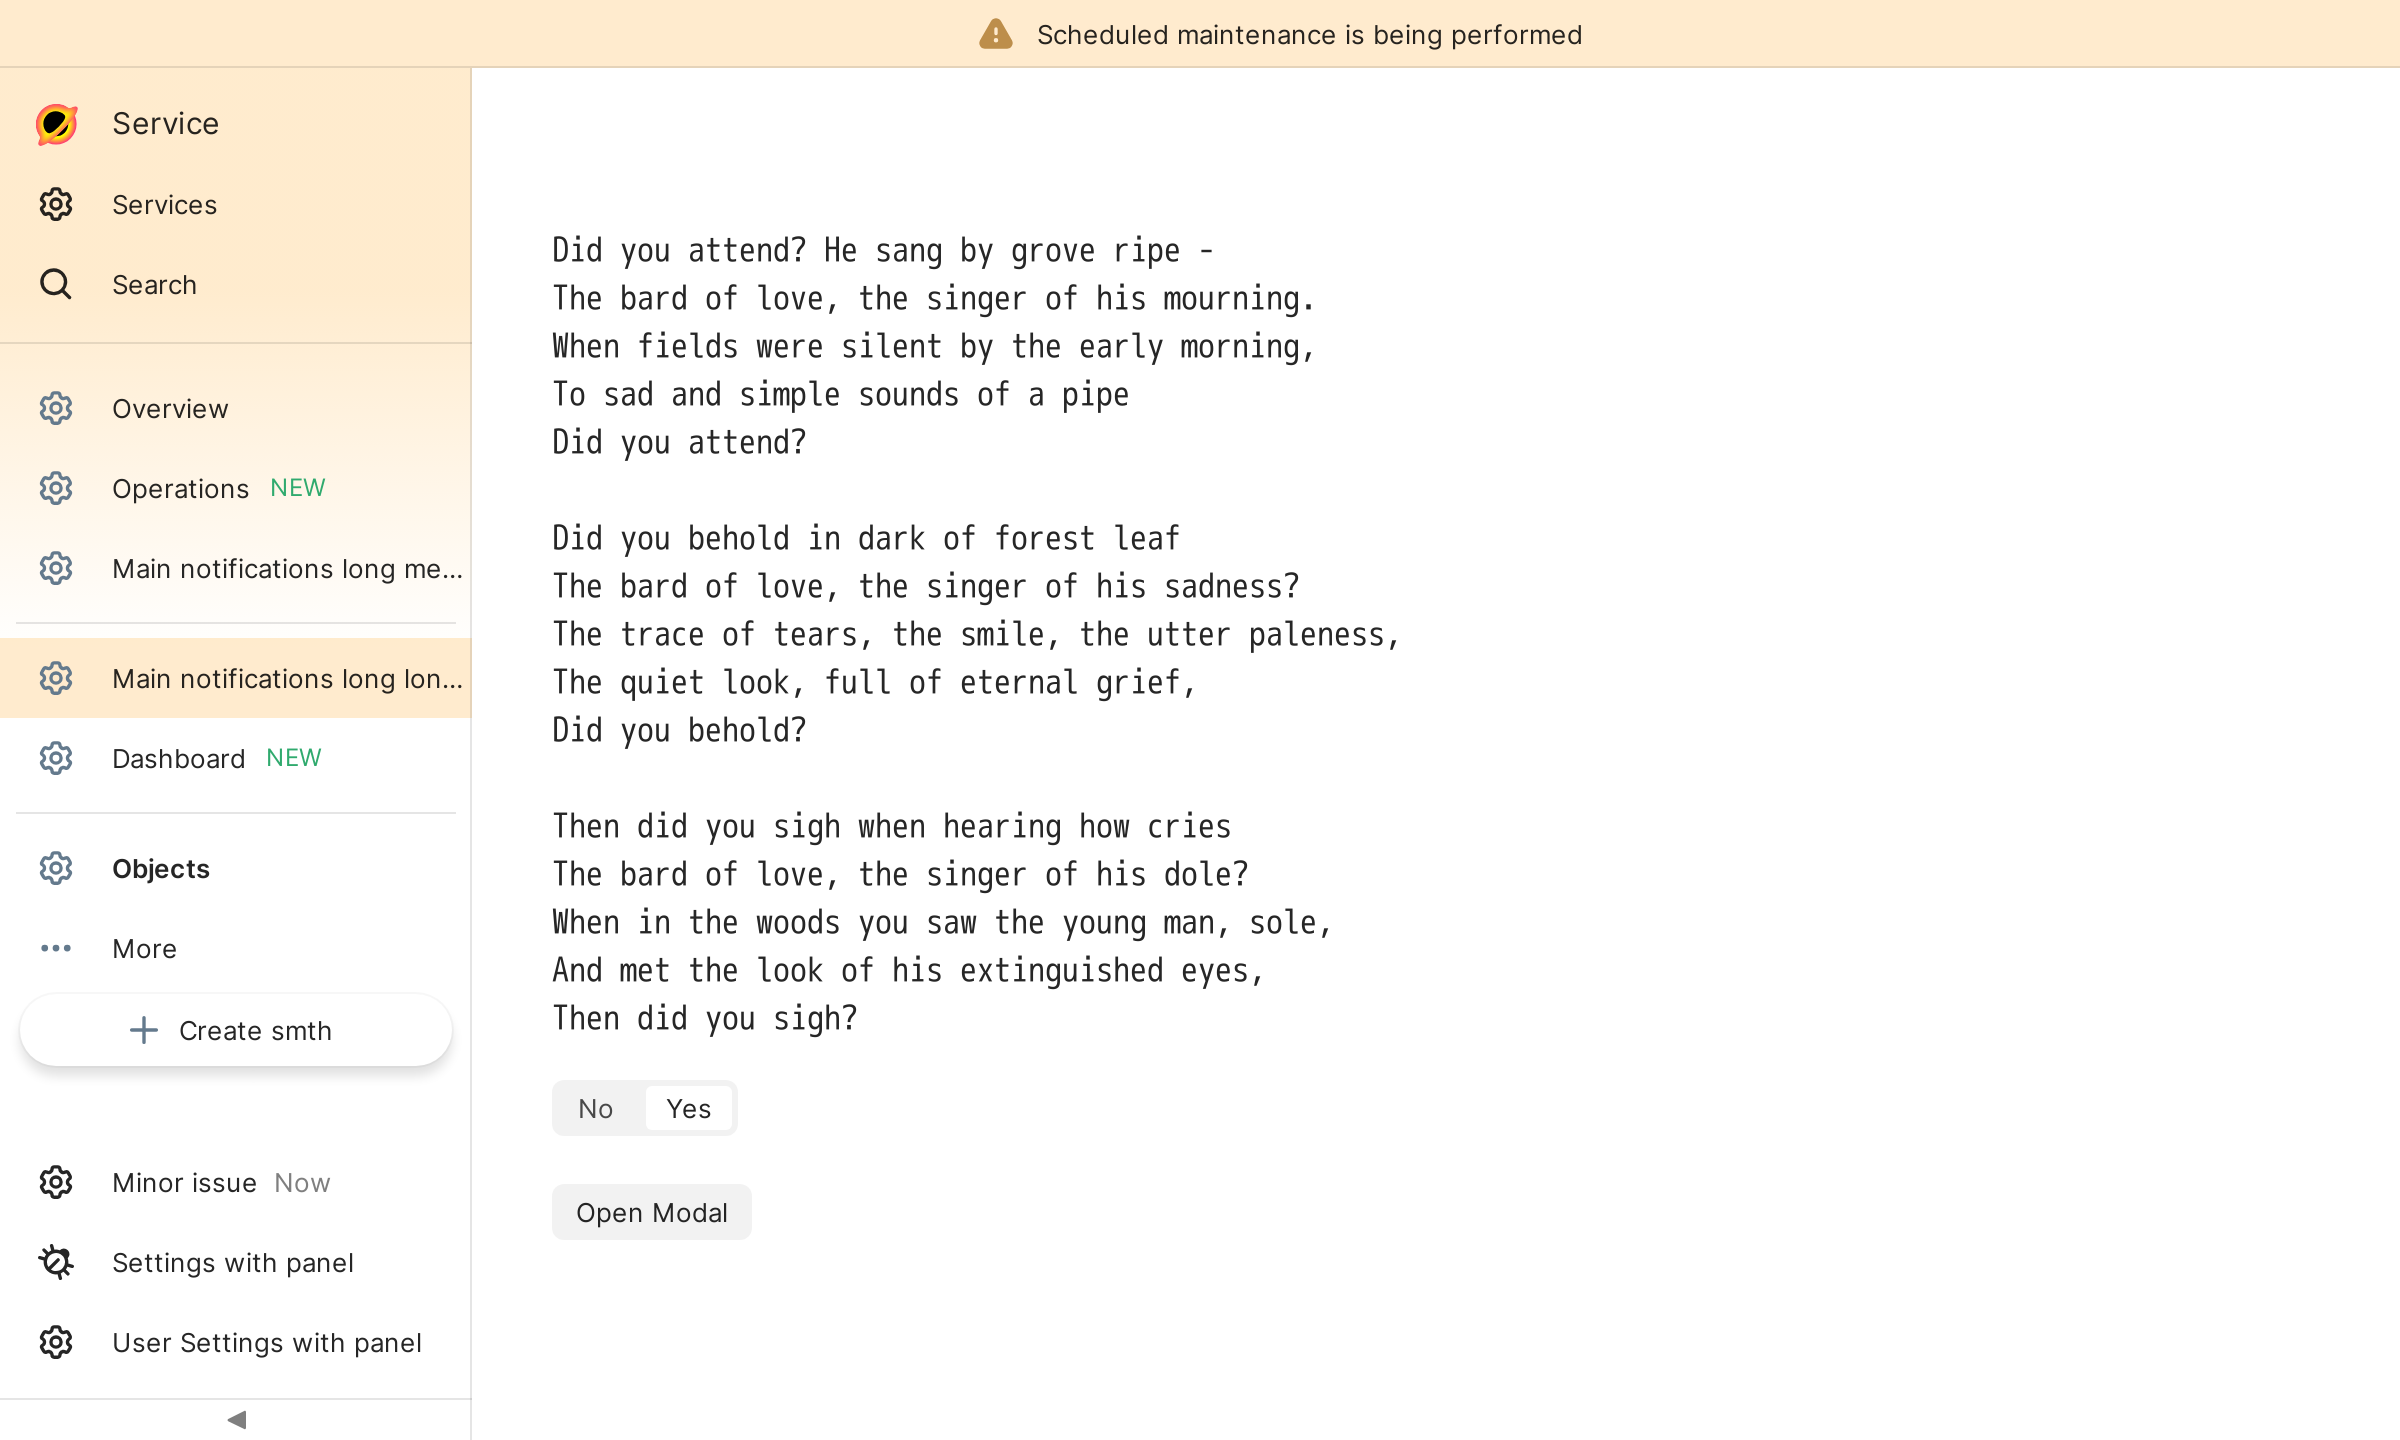 Scheduled maintenance is being performed
Service
Services
Search
Overview
Operations NEW
Main notifications long me...
Main notifications long lon...
Dashboard NEW
Objects
More
Create smth
Minor issue Now
Settings with panel
User Settings with panel
Did you attend? He sang by grove ripe -
The bard of love, the singer of his mourning.
When fields were silent by the early morning,
To sad and simple sounds of a pipe
Did you attend?
Did you behold in dark of forest leaf
The bard of love, the singer of his sadness?
The trace of tears, the smile, the utter paleness,
The quiet look, full of eternal grief,
Did you behold?
Then did you sigh when hearing how cries
The bard of love, the singer of his dole?
When in the woods you saw the young man, sole,
And met the look of his extinguished eyes,
Then did you sigh?
No Yes
Open Modal